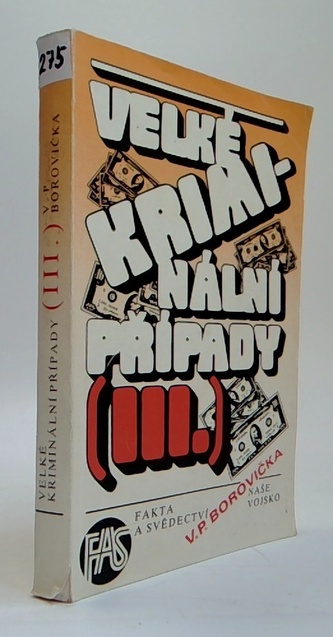 275
VELKÉ
KRIMINÁLNÍ PŘÍPADY
(III.)
V. P.
BOROVIČKA
VELKÉ
KRIMI-
NÁLNÍ
PŘÍPADY
(III.)
FAKTA
A SVĚDECTVÍ
V. P. BOROVIČKA
NAŠE
VOJSKO
FAS